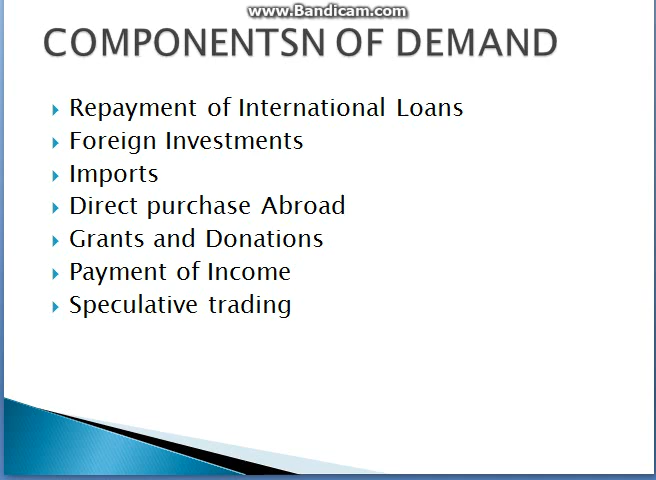 www.Bandicam.com
COMPONENTSN OF DEMAND
Repayment of International Loans
Foreign Investments
Imports
Direct purchase Abroad
Grants and Donations
Payment of Income
Speculative trading